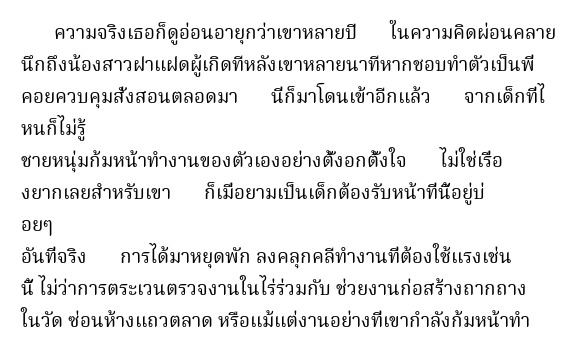 ความจริงเธอก็ดูอ่อนอายุกว่าเขาหลายปี ในความคิดผ่อนคลาย
นึกถึงน้องสาวฝาแฝดผู้เกิดทีหลังเขาหลายนาทีหากชอบทำตัวเป็นพี่
คอยควบคุมสั่งสอนตลอดมา นี่ก็มาโดนเข้าอีกแล้ว จากเด็กที่ไ
หนก็ไม่รู้
ชายหนุ่มก้มหน้าทำงานของตัวเองอย่างตั้งอกตั้งใจ ไม่ใช่เรื่อ
งยากเลยสำหรับเขา ก็เมื่อยามเป็นเด็กต้องรับหน้าที่นี้อยู่บ่
อยๆ
อันที่จริง การได้มาหยุดพัก ลงคลุกคลีทำงานที่ต้องใช้แรงเช่น
นี้ ไม่ว่าการตระเวนตรวจงานในไร่ร่วมกับ ช่วยงานก่อสร้างถากถาง
ในวัด ซ่อนห้างแถวตลาด หรือแม้แต่งานอย่างที่เขากำลังก้มหน้าทำ